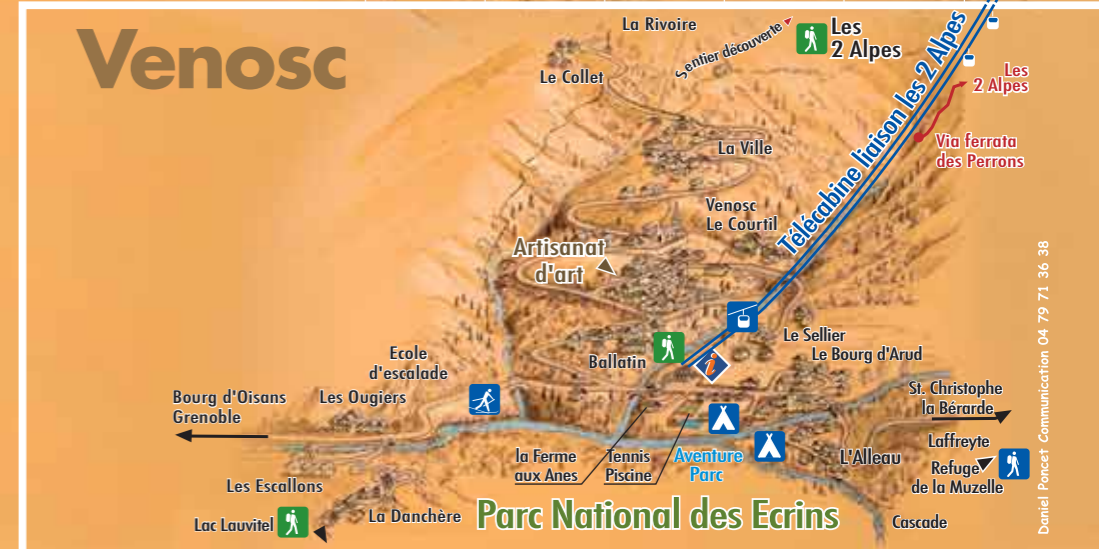 Venosc
La Rivoire
Sentier découverte
Les
2 Alpes
Le Collet
Télécabine liaison les 2 Alpes
Les
2 Alpes
Via ferrata
des Perrons
La Ville
Venosc
Le Courtil
Artisanat
d'art
Le Sellier
Le Bourg d'Arud
Ballatin
i
Ecole
d'escalade
Bourg d'Oisans
Grenoble
Les Ougiers
St. Christophe
la Bérarde
la Ferme
aux Anes
Tennis
Piscine
Aventure
Parc
L'Alleau
Laffreyte
Refuge
de la Muzelle
Les Escallons
La Danchère
Lac Lauvitel
Parc National des Ecrins
Cascade
Daniel Poncet Communication 04 79 71 36 38